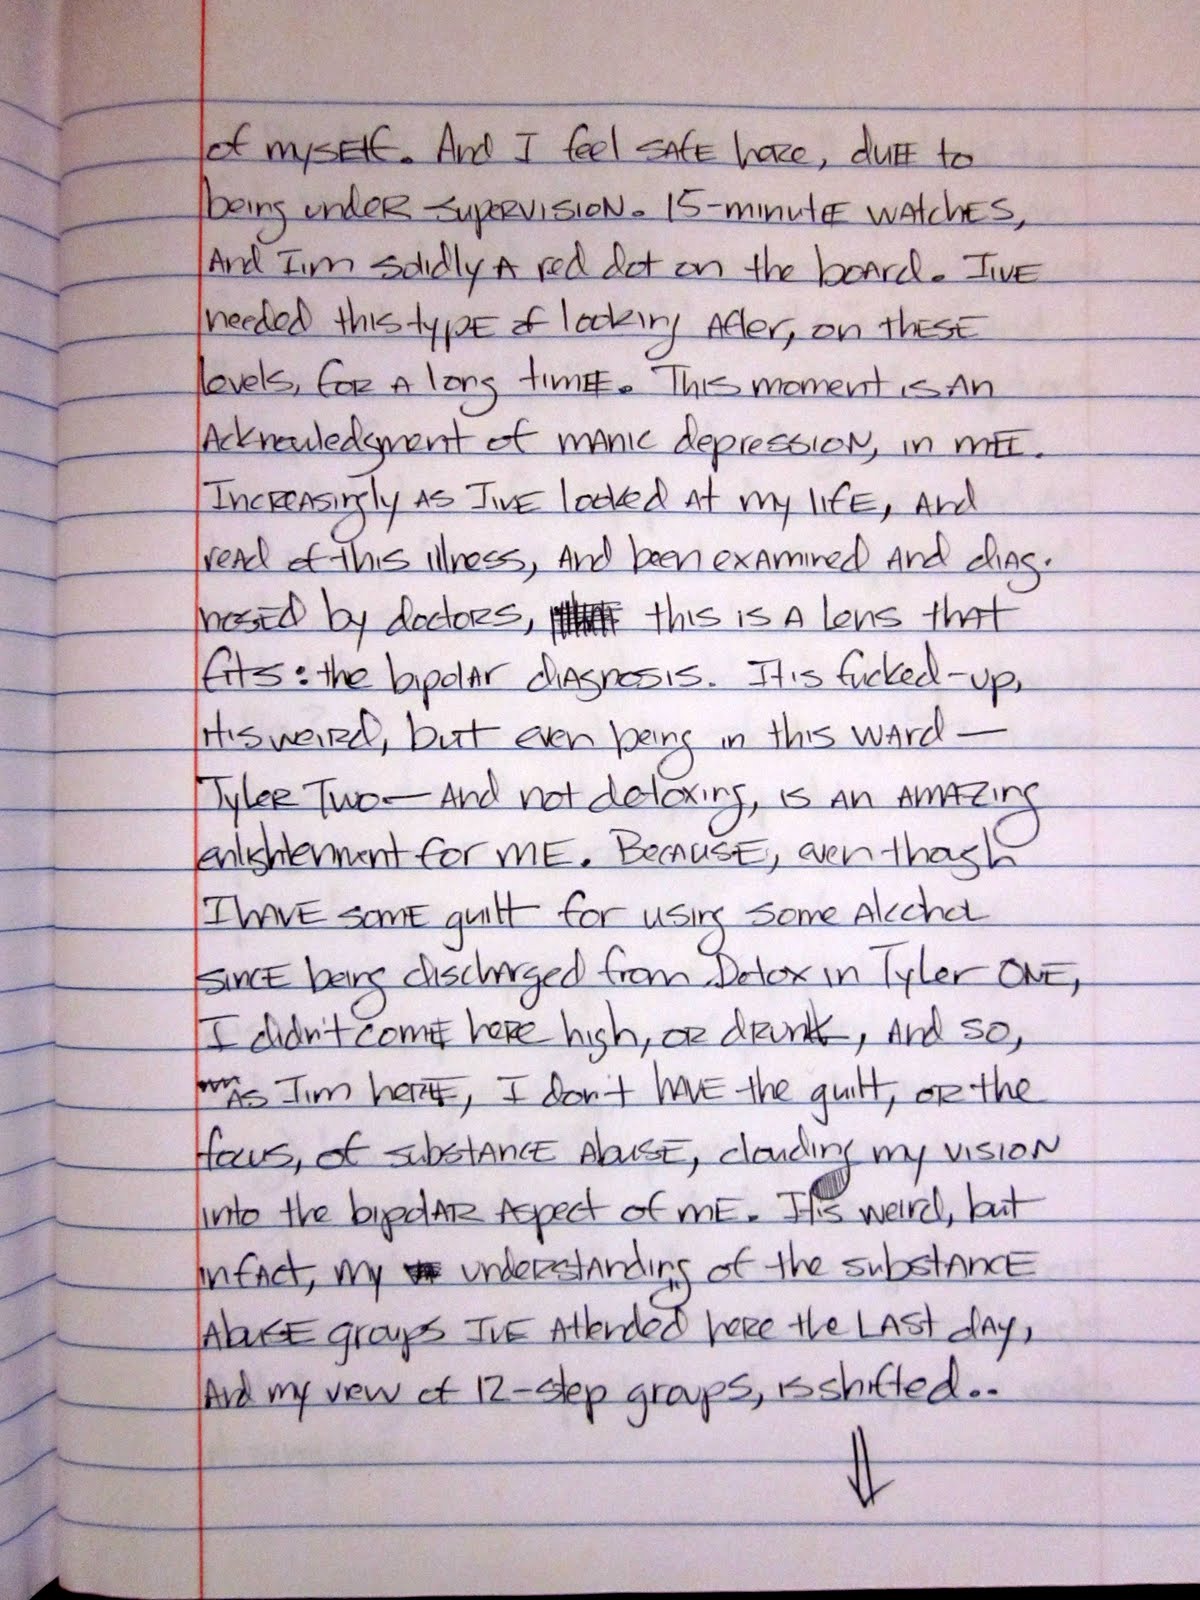 of myself. And I feel safe here, due to
being under supervision. 15-minute watches,
And I'm solidly a red dot on the board. I've
needed this type of looking after, on these
levels, for a long time. This moment is an
Acknowledgment of manic depression, in me.
Increasingly as I've looked at my life, and
read of this illness, and been examined and diag-
nosed by doctors, this is a lens that
fits: the bipolar diagnosis. It is fucked-up,
it is weird, but even being in this ward —
Tyler Two — And not detoxing, is an amazing
enlightenment for me. Because, even though
I have some guilt for using some Alcohol
since being discharged from Detox in Tyler One,
I didn't come here high, or drunk, and so,
as I'm here, I don't have the guilt, or the
focus, of substance abuse, clouding my vision
into the bipolar aspect of me. It's weird, but
in fact, my understanding of the substance
abuse groups I've attended here the last day,
And my view of 12-step groups, is shifted..